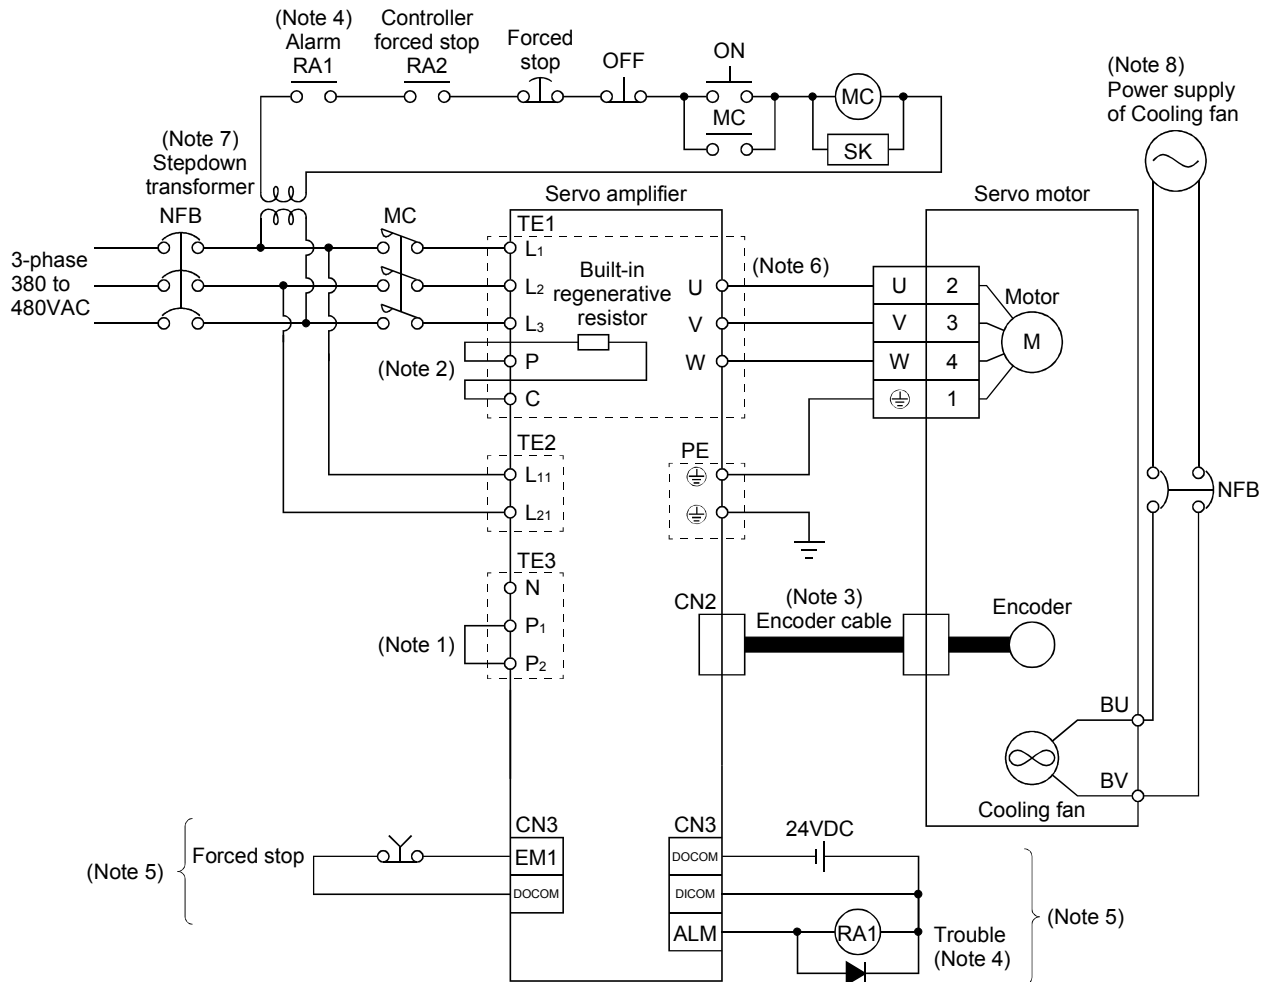 (Note 4)
Alarm
RA1
Controller
forced stop
RA2
Forced
stop
OFF
ON
MC
MC
SK
(Note 8)
Power supply
of Cooling fan
(Note 7)
Stepdown
transformer
NFB
MC
3-phase
380 to
480VAC
Servo amplifier
Servo motor
TE1
L1
L2
L3
P
C
(Note 2)
Built-in
regenerative
resistor
U
V
W
(Note 6)
U 2
V 3
W 4
1
Motor
M
TE2
L11
L21
PE
NFB
TE3
N
P1
P2
(Note 1)
CN2
(Note 3)
Encoder cable
Encoder
BU
BV
Cooling fan
(Note 5)
Forced stop
CN3
EM1
DOCOM
CN3
DOCOM
DICOM
ALM
24VDC
RA1
Trouble
(Note 4)
(Note 5)